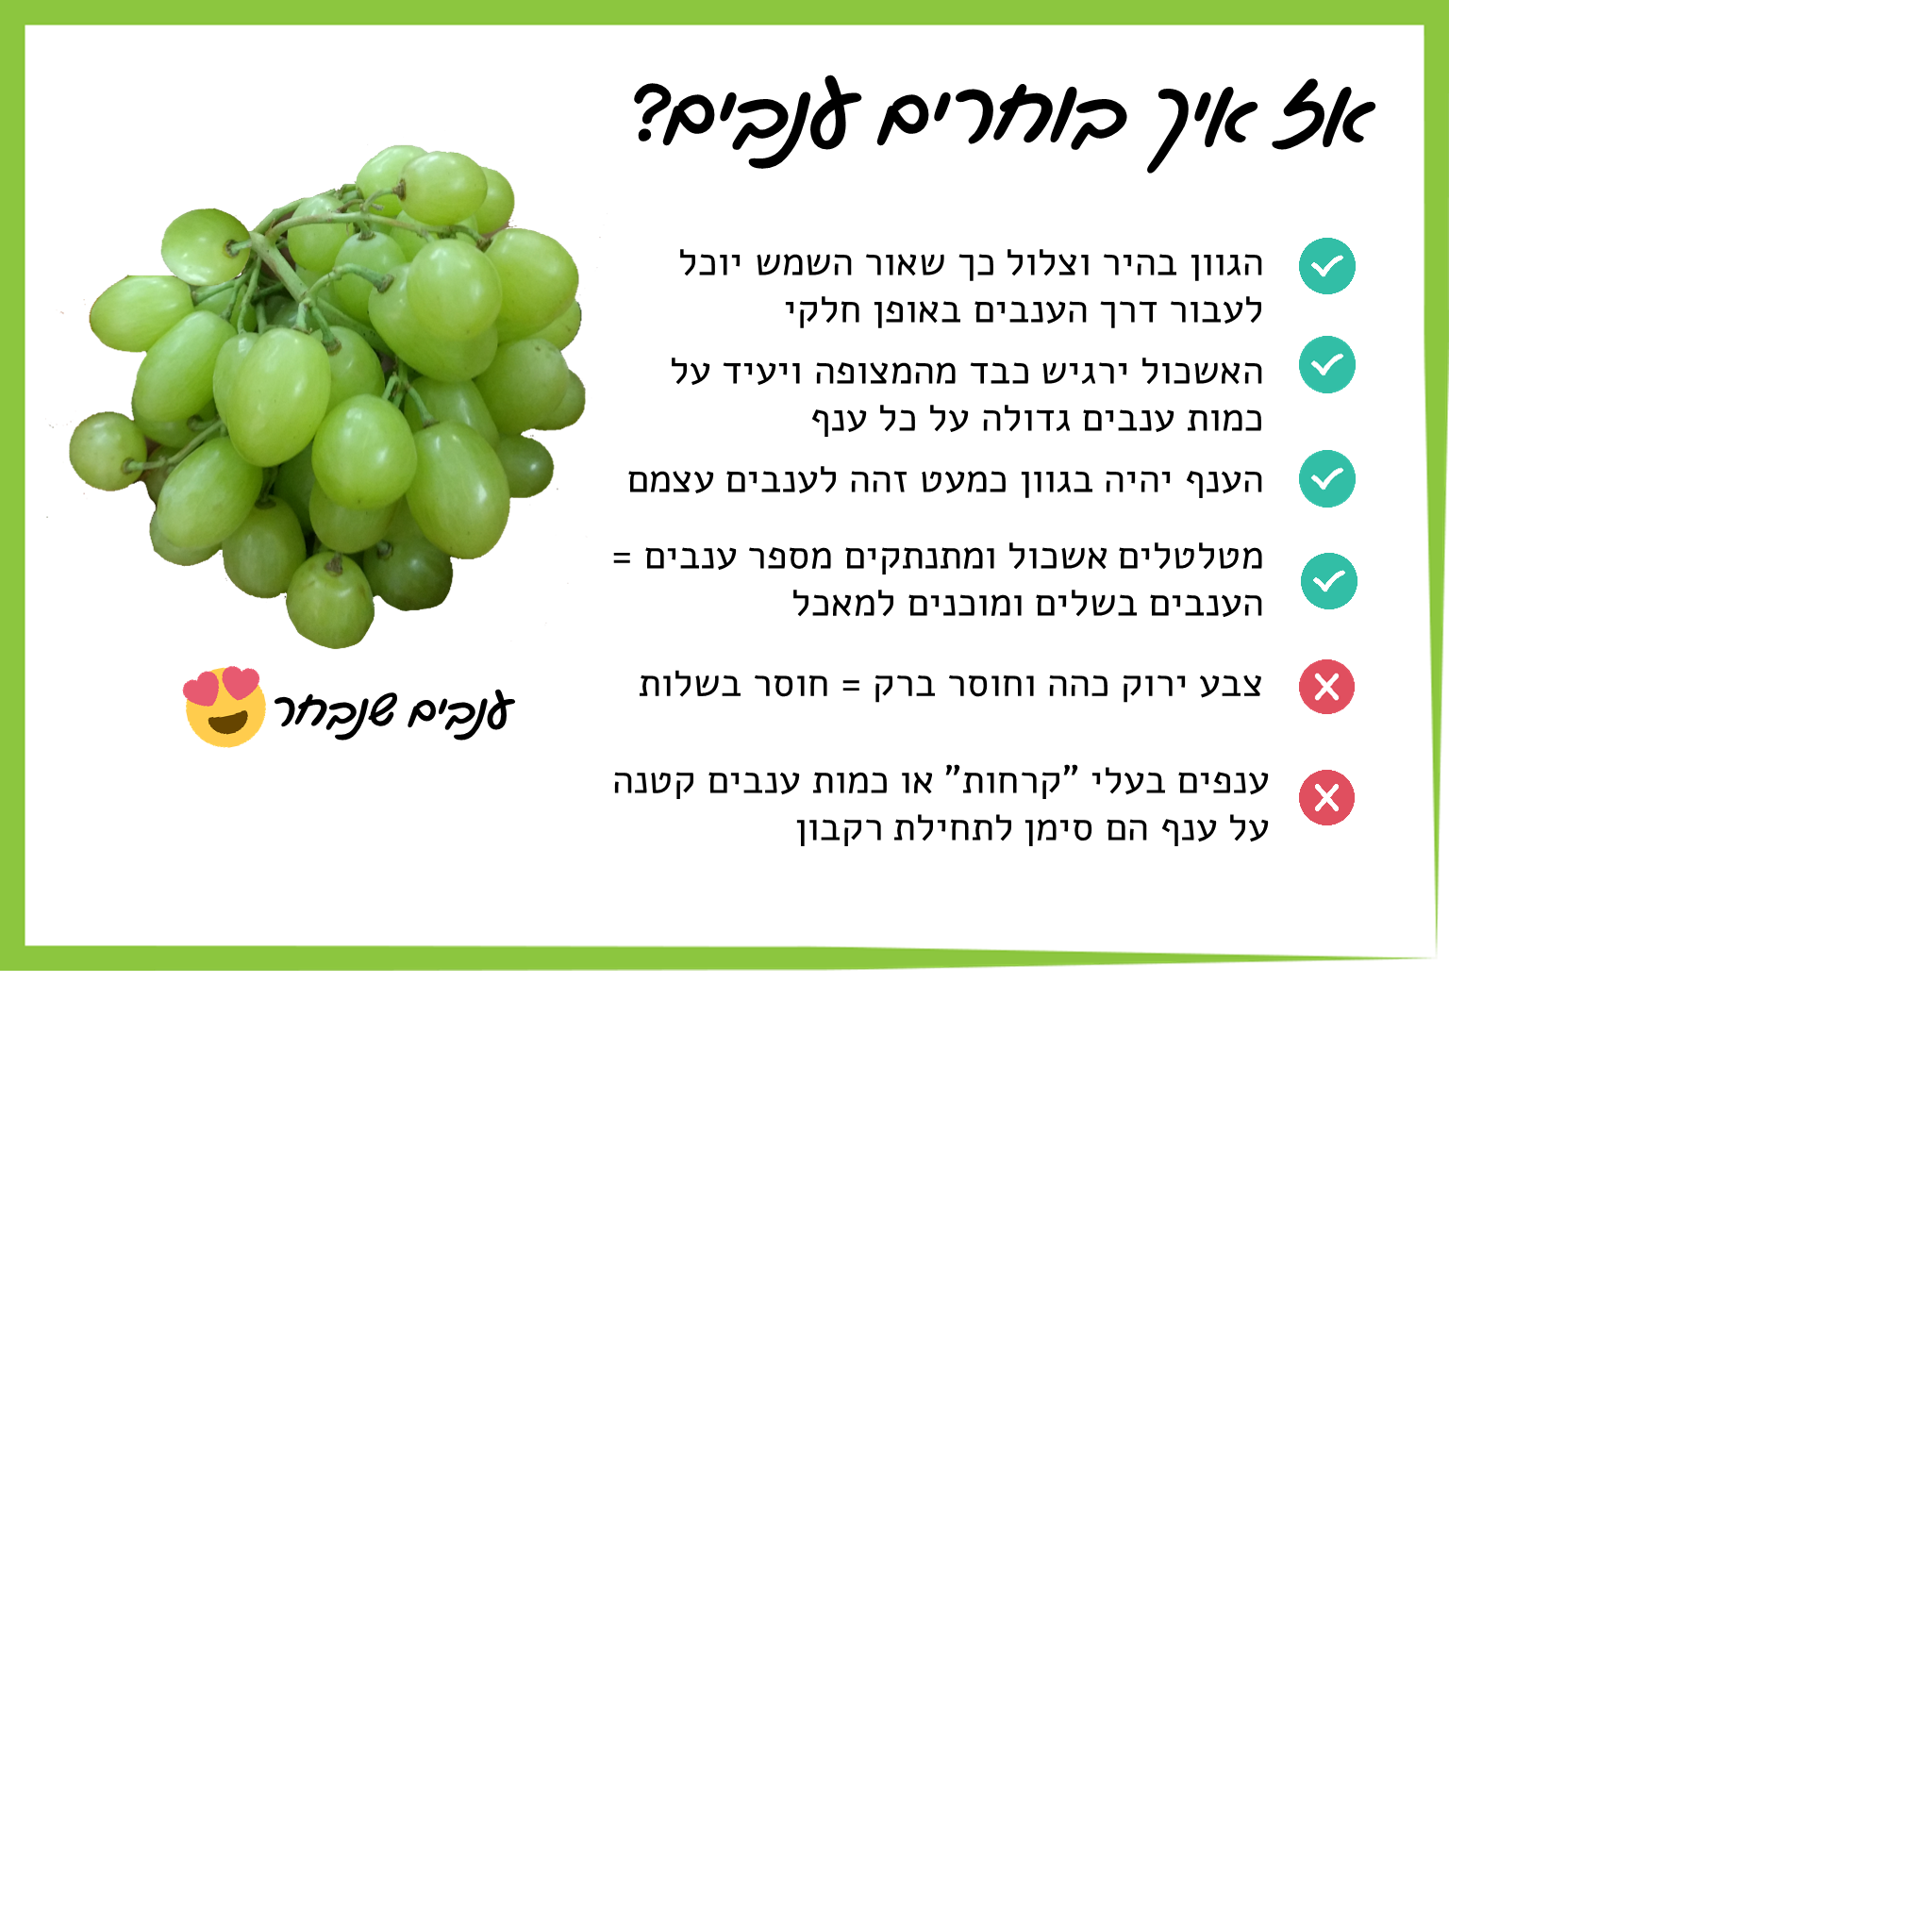 אז איך בוחרים ענבים?
הגוון בהיר וצלול כך שאור השמש יוכל
לעבור דרך הענבים באופן חלקי
האשכול ירגיש כבד מהמצופה ויעיד על
כמות ענבים גדולה על כל ענף
הענף יהיה בגוון כמעט זהה לענבים עצמם
מטלטלים אשכול ומתנתקים מספר ענבים =
הענבים בשלים ומוכנים למאכל
צבע ירוק כהה וחוסר ברק = חוסר בשלות
ענפים בעלי "קרחות" או כמות ענבים קטנה
על ענף הם סימן לתחילת רקבון
ענבים שנבחר